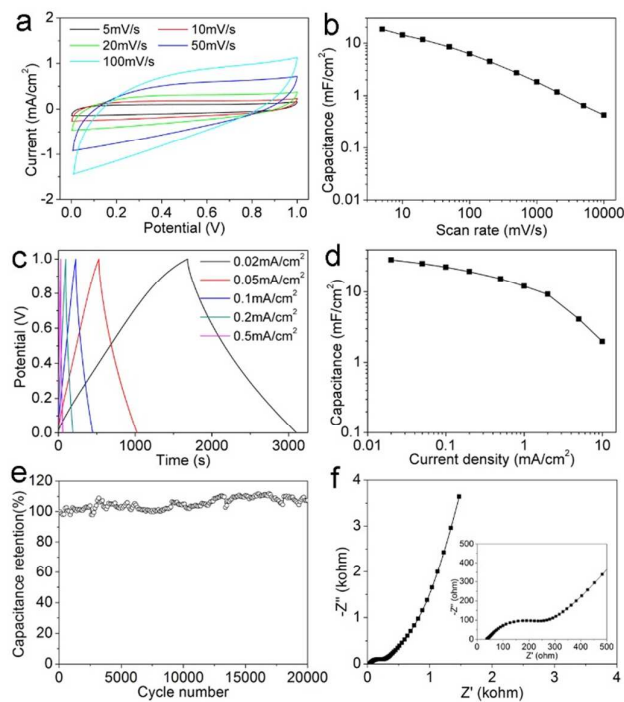 a
5mV/s 10mV/s
20mV/s 50mV/s
100mV/s
Current (mA/cm²)
2
1
0
-1
-2
0.0 0.2 0.4 0.6 0.8 1.0
Potential (V)
b
Capacitance (mF/cm²)
10
1
0.1
0.01
10 100 1000 10000
Scan rate (mV/s)
c
0.02mA/cm²
0.05mA/cm²
0.1mA/cm²
0.2mA/cm²
0.5mA/cm²
Potential (V)
1.0
0.8
0.6
0.4
0.2
0.0
0 1000 2000 3000
Time (s)
d
Capacitance (mF/cm²)
10
1
0.1
0.01 0.1 1 10
Current density (mA/cm²)
e
Capacitance retention(%)
120
100
80
60
40
20
0
0 5000 10000 15000 20000
Cycle number
f
-Z'' (kohm)
4
3
2
1
0
0 1 2 3 4
Z' (kohm)
-Z'' (ohm)
500
400
300
200
100
0
0 100 200 300 400 500
Z' (ohm)